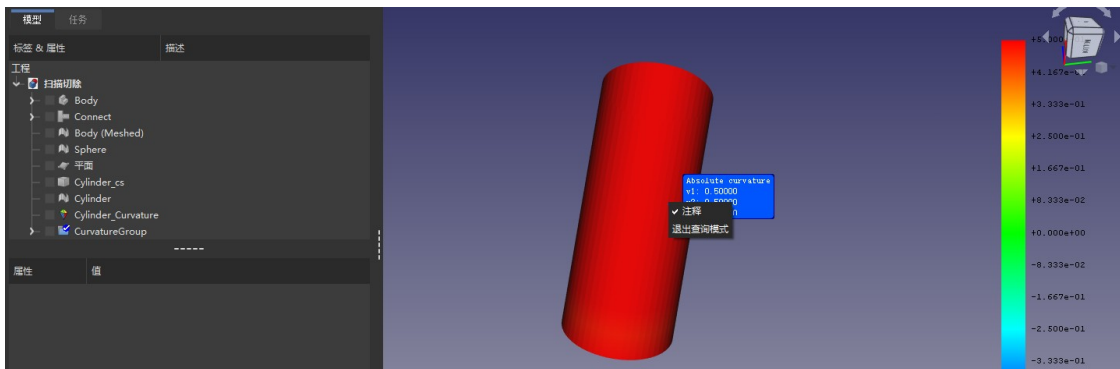 模型 任务
标签 & 属性 描述
工程
扫描切除
Body
Connect
Body (Meshed)
Sphere
平面
Cylinder_cs
Cylinder
Cylinder_Curvature
CurvatureGroup
属性 值
Absolute curvature
v1: 0.50000
✓ 注释
退出查询模式
+3.333e-01
+2.500e-01
+1.667e-01
+8.333e-02
+0.000e+00
-8.333e-02
-1.667e-01
-2.500e-01
-3.333e-01